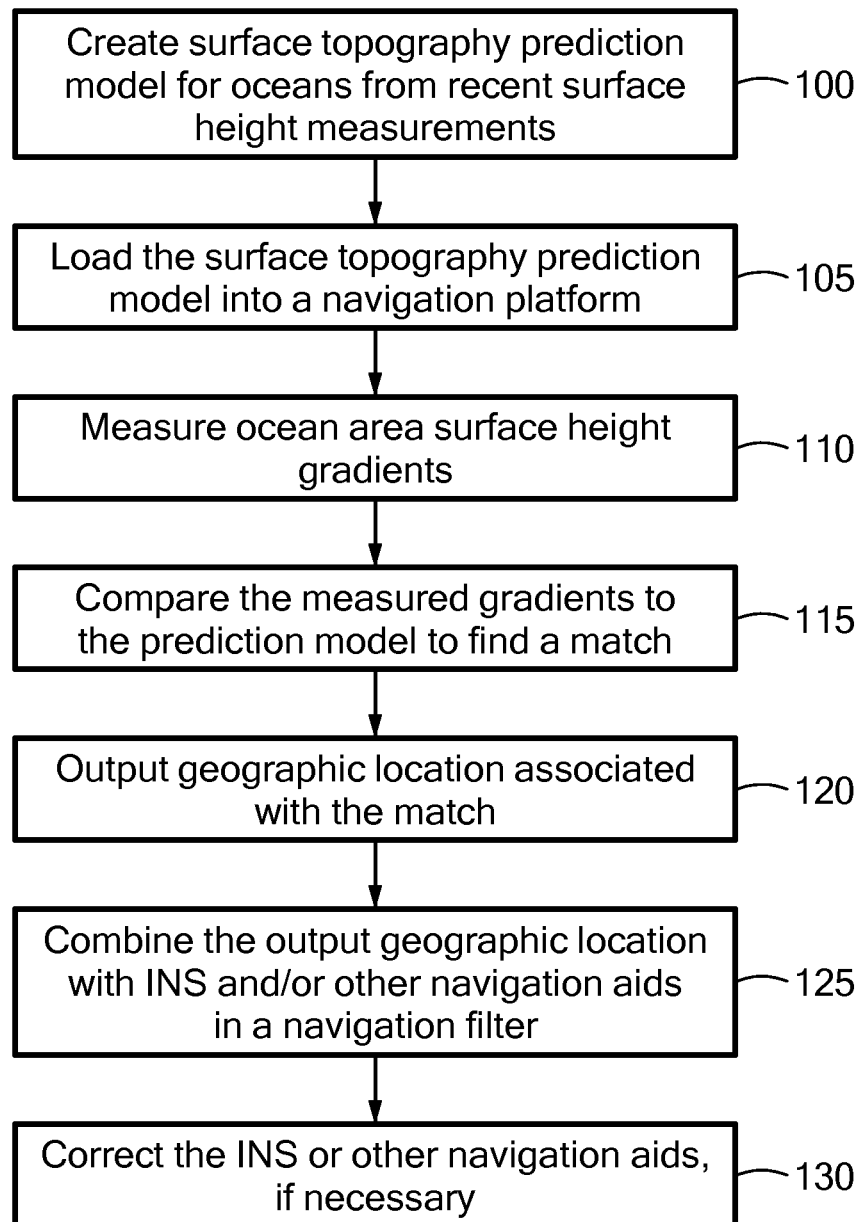 Create surface topography prediction
model for oceans from recent surface
height measurements
100
Load the surface topography prediction
model into a navigation platform
105
Measure ocean area surface height
gradients
110
Compare the measured gradients to
the prediction model to find a match
115
Output geographic location associated
with the match
120
Combine the output geographic location
with INS and/or other navigation aids
in a navigation filter
125
Correct the INS or other navigation aids,
if necessary
130